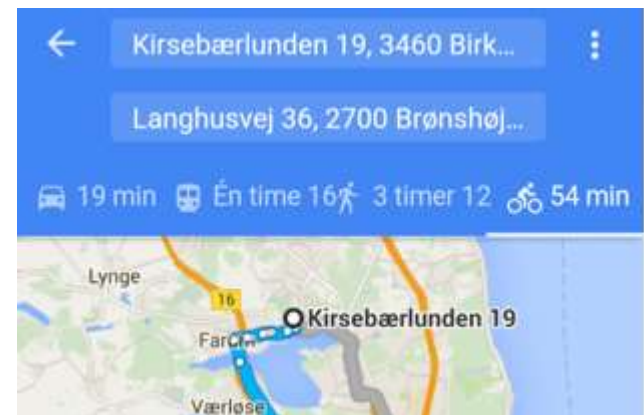 Kirsebærlunden 19, 3460 Birk...
Langhusvej 36, 2700 Brønshøj...
19 min Én time 16 3 timer 12 54 min
Lynge
16
Kirsebærlunden 19
Værløse